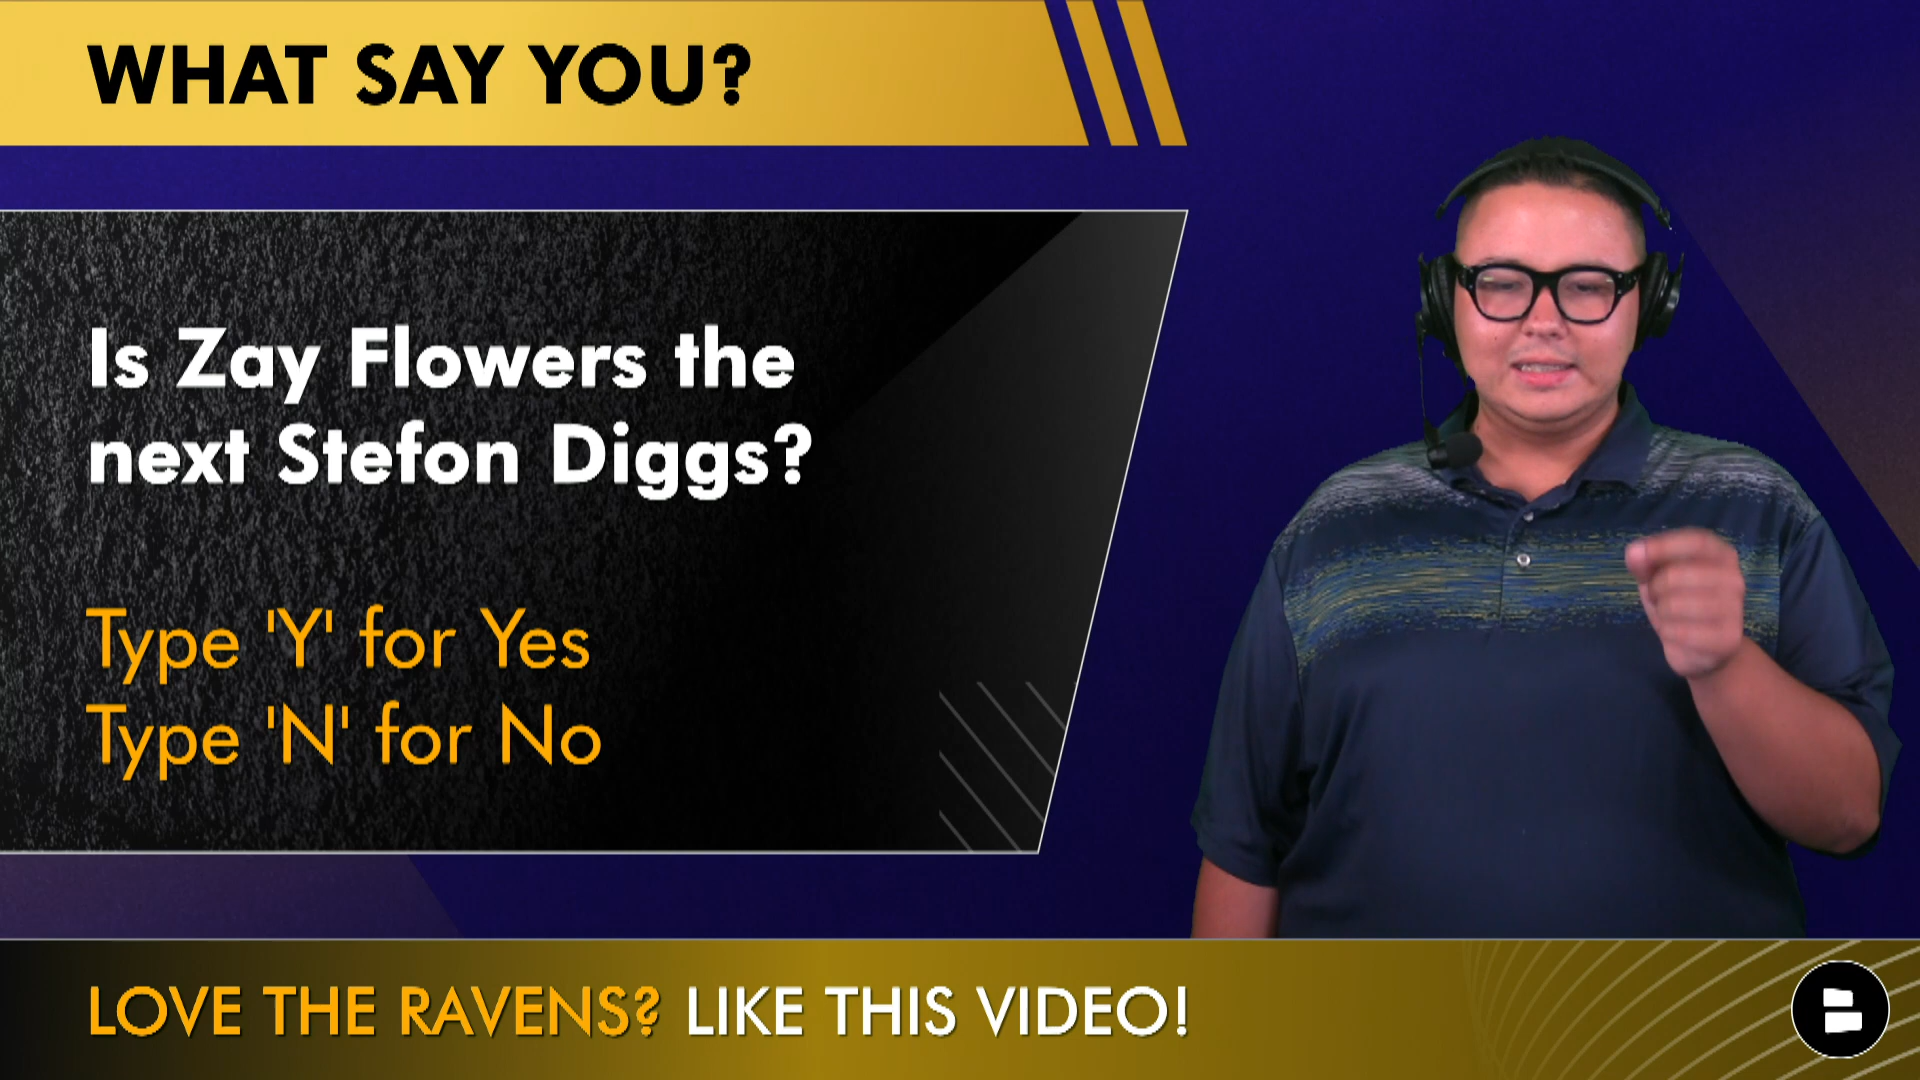 WHAT SAY YOU?
Is Zay Flowers the
next Stefon Diggs?
Type 'Y' for Yes
Type 'N' for No
LOVE THE RAVENS? LIKE THIS VIDEO!